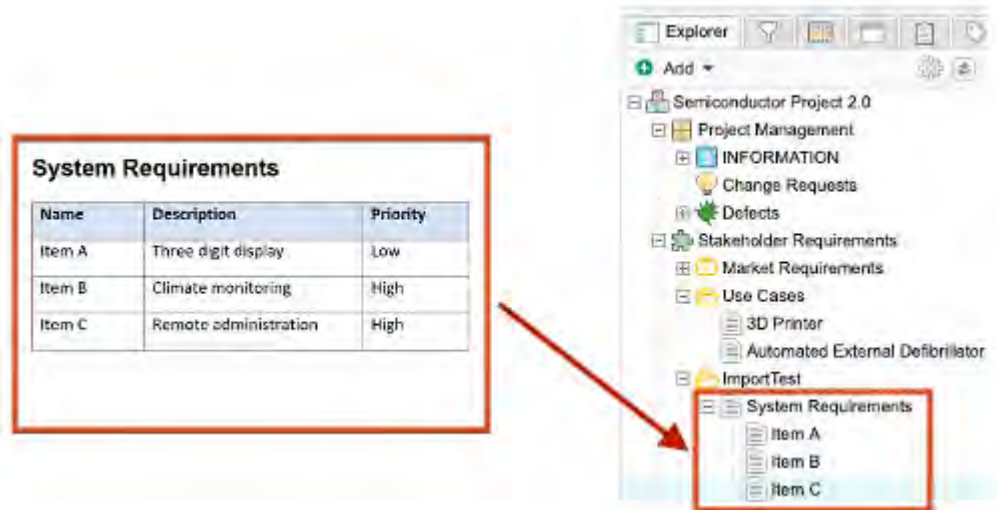 System Requirements
Name Description Priority
Item A Three digit display Low
Item B Climate monitoring High
Item C Remote administration High
Explorer
Add
Semiconductor Project 2.0
Project Management
INFORMATION
Change Requests
Defects
Stakeholder Requirements
Market Requirements
Use Cases
3D Printer
Automated External Defibrillator
ImportTest
System Requirements
Item A
Item B
Item C